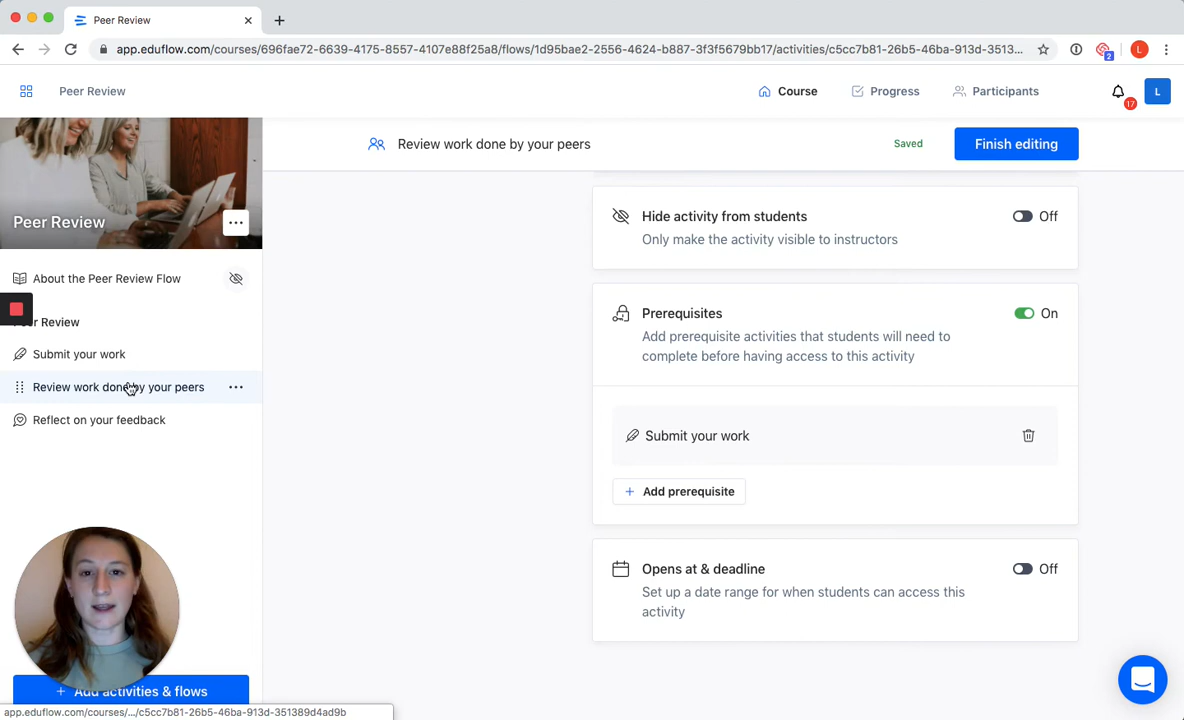 Peer Review
app.eduflow.com/courses/696fae72-6639-4175-8557-4107e88f25a8/flows/1d95bae2-2556-4624-b887-3f3f5679bb17/activities/c5cc7b81-26b5-46ba-913d-3513...
2
L
Peer Review
Course
Progress
Participants
17
L
Peer Review
Review work done by your peers
Saved
Finish editing
About the Peer Review Flow
er Review
Submit your work
Review work done by your peers
Reflect on your feedback
Add activities & flows
app.eduflow.com/courses/.../c5cc7b81-26b5-46ba-913d-351389d4ad9b
Hide activity from students
Off
Only make the activity visible to instructors
Prerequisites
On
Add prerequisite activities that students will need to
complete before having access to this activity
Submit your work
Add prerequisite
Opens at & deadline
Off
Set up a date range for when students can access this
activity